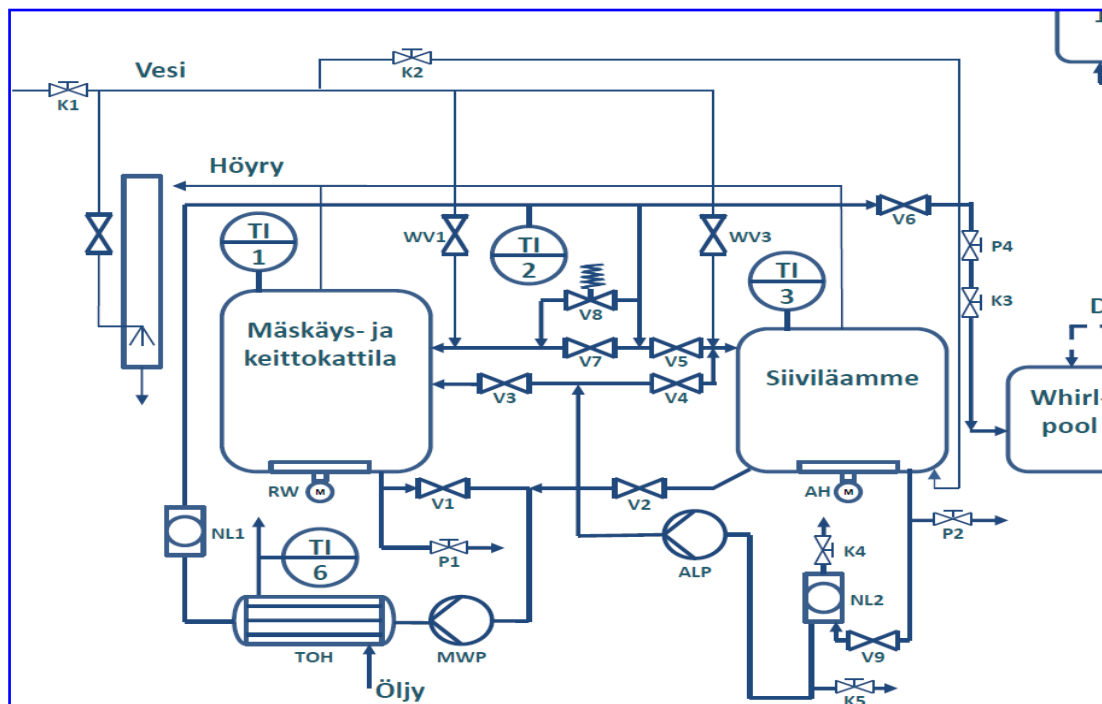 Vesi
K1
K2
Höyry
TI
1
WV1
TI
2
WV3
TI
3
V6
P4
K3
V8
Mäskäys- ja
keittokattila
V7
V5
Siiviläamme
V3
V4
D
Whirl-
pool
RW
M
V1
V2
AH
M
NL1
TI
6
P1
ALP
K4
P2
NL2
TOH
MWP
V9
Öljy
K5